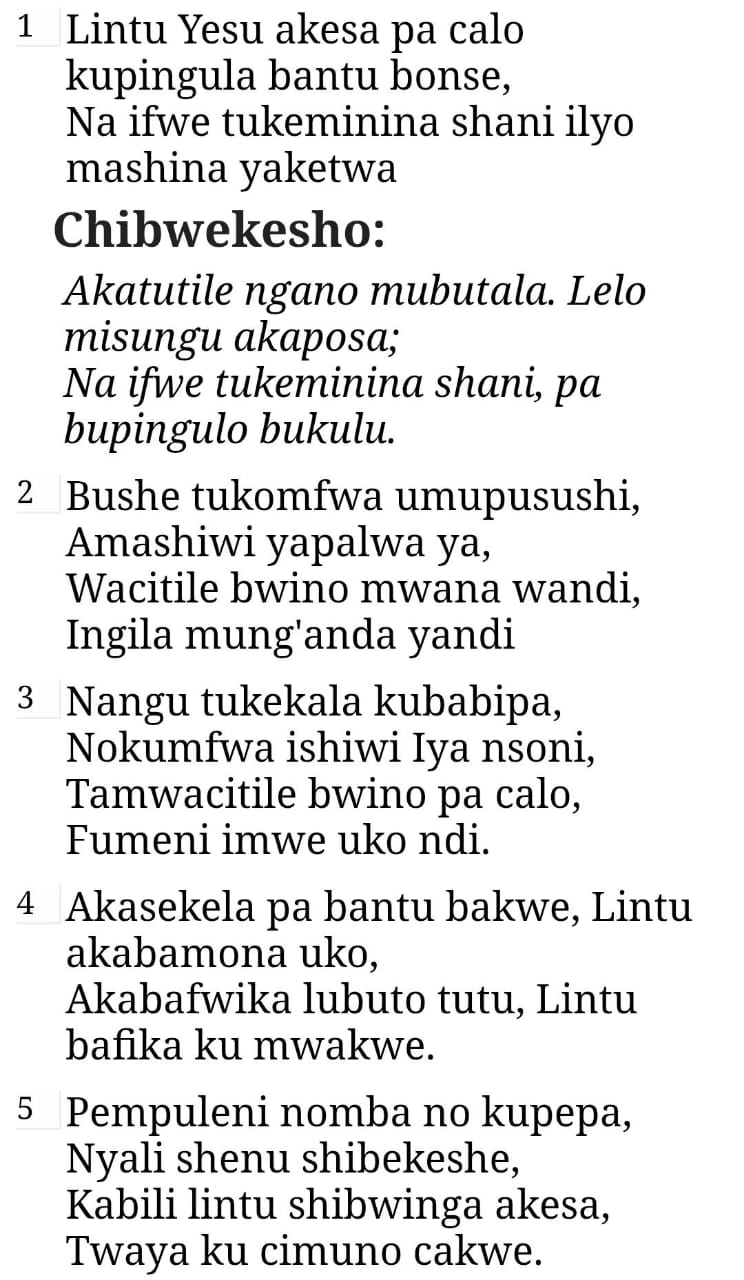 1 Lintu Yesu akesa pa calo
kupingula bantu bonse,
Na ifwe tukeminina shani ilyo
mashina yaketwa
Chibwekesho:
Akatutile ngano mubutala. Lelo
misungu akaposa;
Na ifwe tukeminina shani, pa
bupingulo bukulu.
2 Bushe tukomfwa umupusushi,
Amashiwi yapalwa ya,
Wacitile bwino mwana wandi,
Ingila mung'anda yandi
3 Nangu tukekala kubabipa,
Nokumfwa ishiwi Iya nsoni,
Tamwacitile bwino pa calo,
Fumeni imwe uko ndi.
4 Akasekela pa bantu bakwe, Lintu
akabamona uko,
Akabafwika lubuto tutu, Lintu
bafika ku mwakwe.
5 Pempuleni nomba no kupepa,
Nyali shenu shibekeshe,
Kabili lintu shibwinga akesa,
Twaya ku cimuno cakwe.